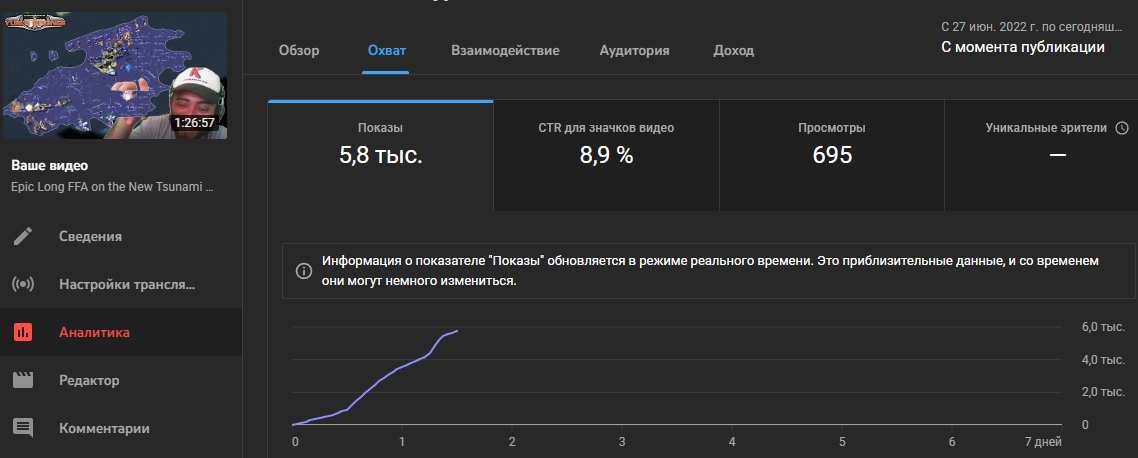 С 27 июн. 2022 г. по сегодняш...
С момента публикации
Обзор
Охват
Взаимодействие
Аудитория
Доход
1:26:57
Ваше видео
Epic Long FFA on the New Tsunami ...
Сведения
Настройки трансля...
Аналитика
Редактор
Комментарии
Показы
5,8 тыс.
CTR для значков видео
8,9 %
Просмотры
695
Уникальные зрители
—
Информация о показателе "Показы" обновляется в режиме реального времени. Это приблизительные данные, и со временем
они могут немного измениться.
6,0 тыс.
4,0 тыс.
2,0 тыс.
0
0 1 2 3 4 5 6 7 дней